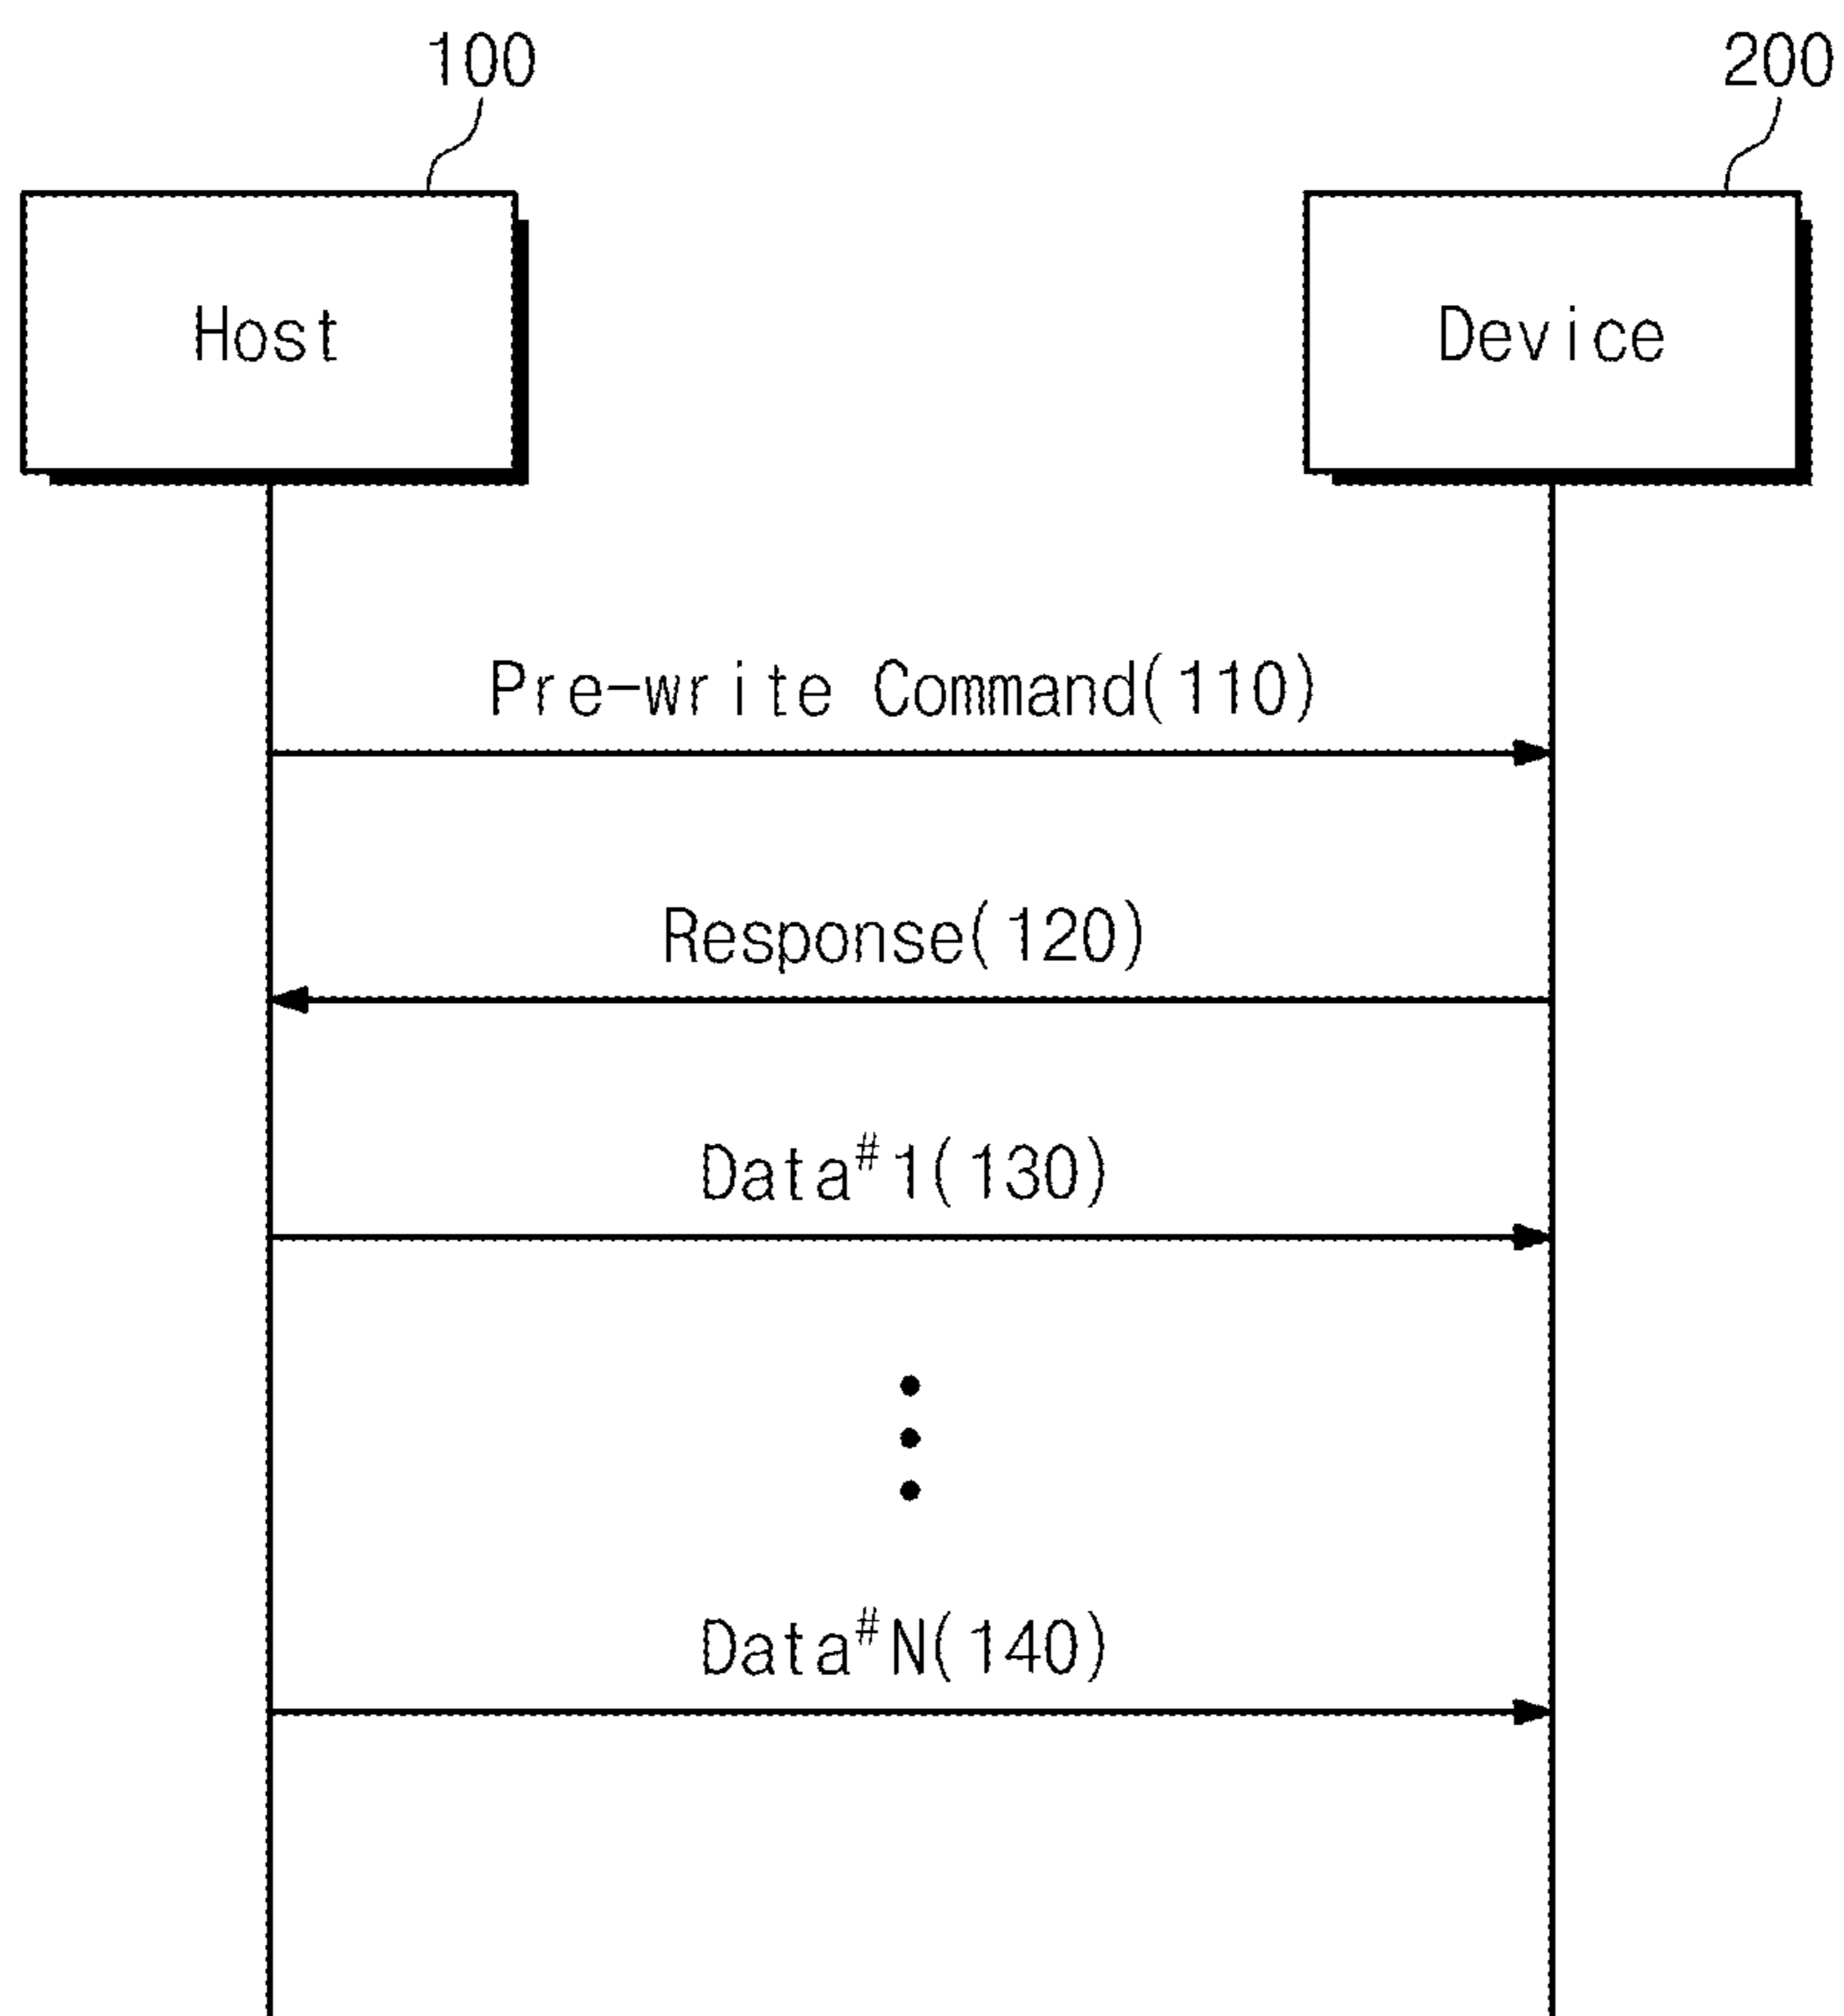 100
200
Host
Device
Pre-write Command(110)
Response(120)
Data#1(130)
Data#N(140)